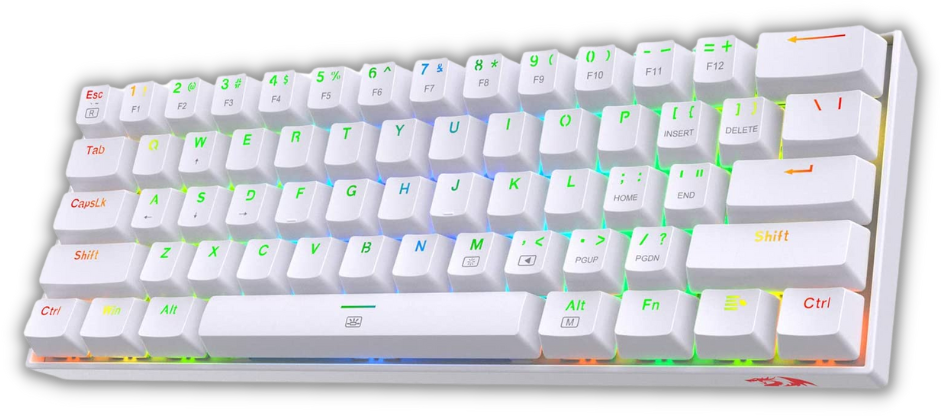 Esc 1 ! 2 @ 3 # 4 $ 5 % 6 ^ 7 & 8 * 9 ( 0 ) - – = + ←
R F1 F2 F3 F4 F5 F6 F7 F8 F9 F10 F11 F12
Tab Q W E R T Y U I O P [ { ] } \ |
↑ INSERT DELETE
CapsLk A S D F G H J K L ; : ' " ↵
← ↓ → HOME END
Shift Z X C V B N M , < . > / ? Shift
◀ PGUP PGDN
Ctrl Win Alt Alt Fn Ctrl
M